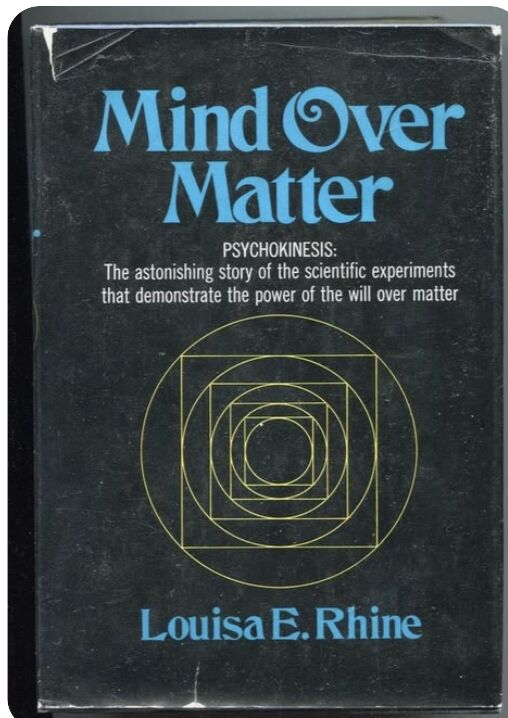 Mind Over
Matter
PSYCHOKINESIS:
The astonishing story of the scientific experiments
that demonstrate the power of the will over matter
Louisa E. Rhine